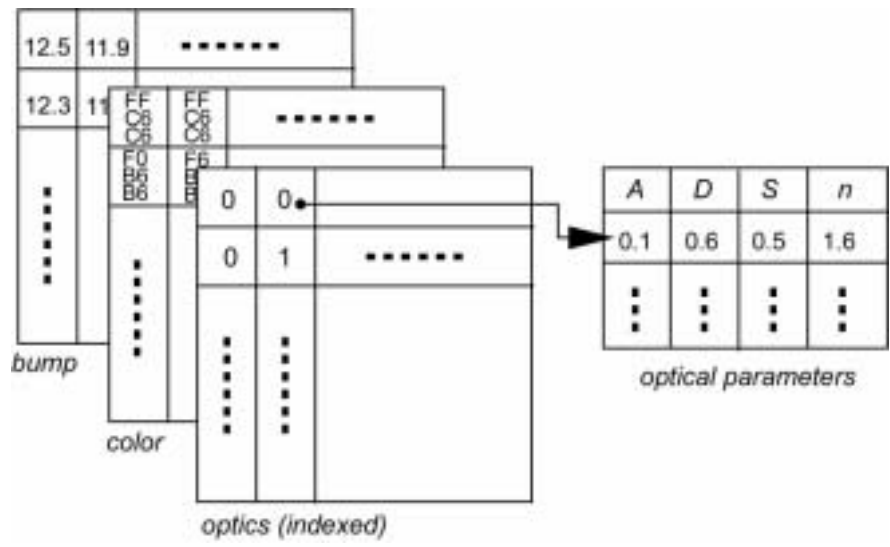 12.5 11.9
12.3 11
FF FF
C6 C6
C6 C6
F0 F6
B6 B
B6 B
0 0
0 1
A D S n
0.1 0.6 0.5 1.6
bump
optical parameters
color
optics (indexed)